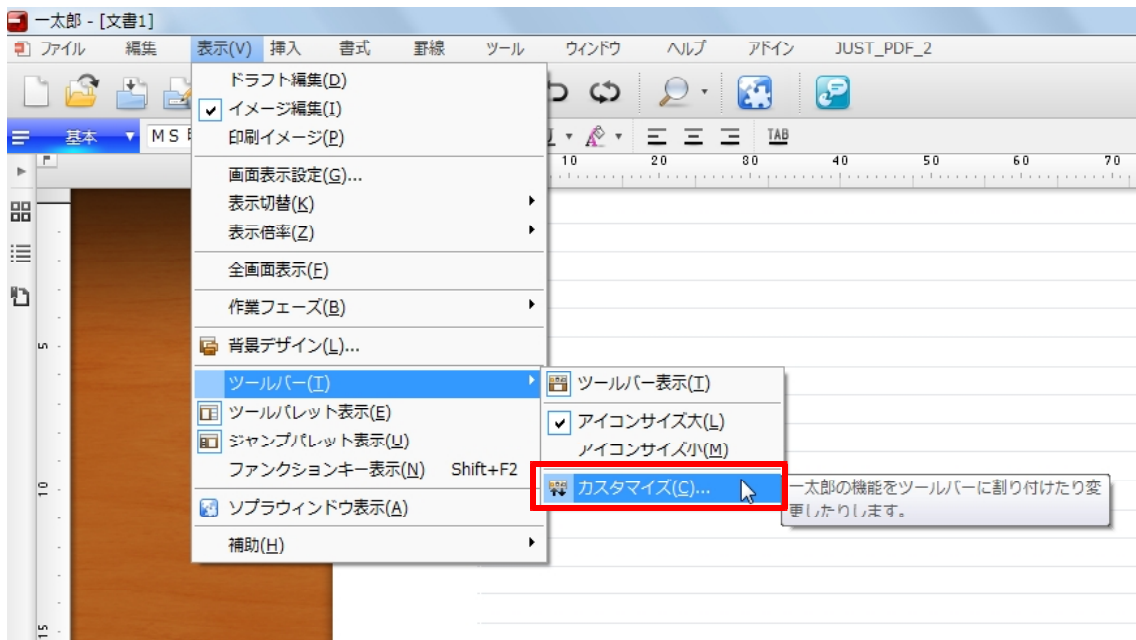 一太郎 - [文書1]
ファイル 編集 表示(V) 挿入 書式 罫線 ツール ウィンドウ ヘルプ アドイン JUST_PDF_2
ドラフト編集(D)
イメージ編集(I)
基本 MS
印刷イメージ(P)
TAB
10 20 30 40 50 60 70
画面表示設定(G)...
表示切替(K)
表示倍率(Z)
全画面表示(F)
作業フェーズ(B)
5
背景デザイン(L)...
ツールバー(T)
ツールバー表示(T)
ツールパレット表示(E)
アイコンサイズ大(L)
ジャンプパレット表示(U)
アイコンサイズ小(M)
ファンクションキー表示(N) Shift+F2
10
カスタマイズ(C)...
一太郎の機能をツールバーに割り付けたり変
更したりします。
ソプラウィンドウ表示(A)
補助(H)
15